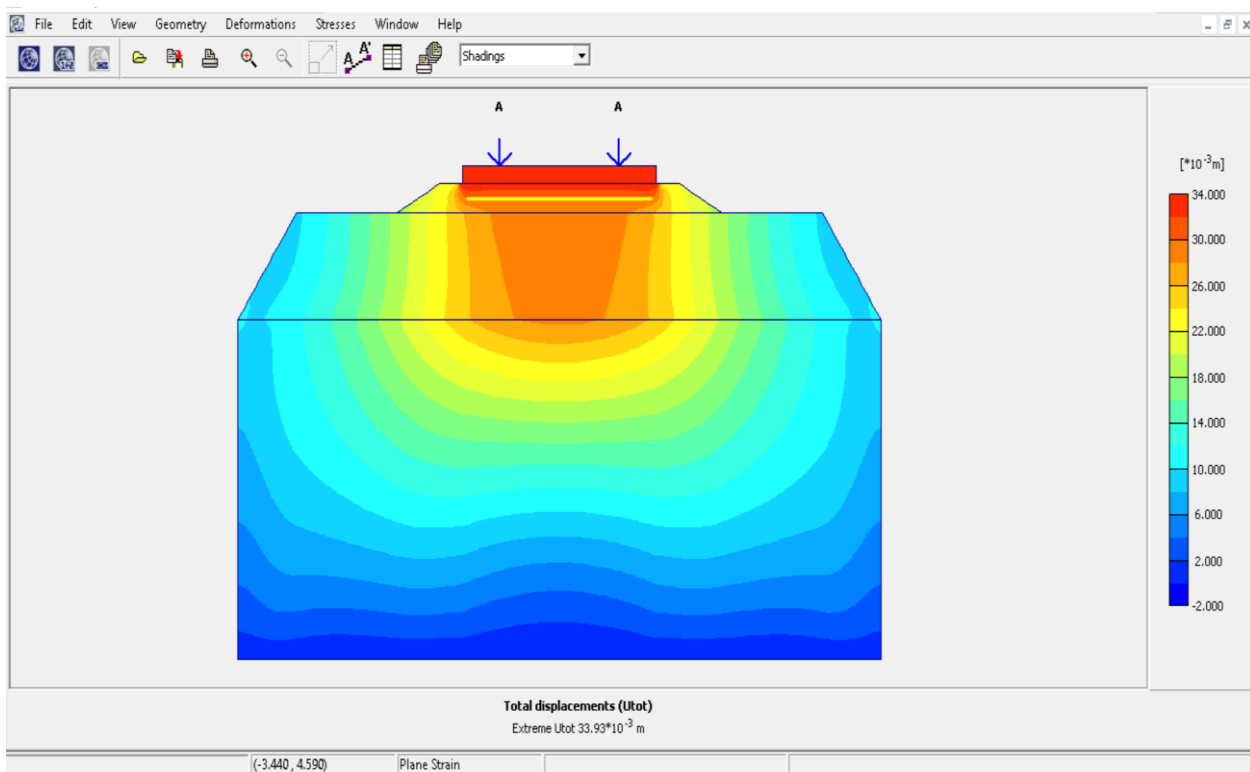 File Edit View Geometry Deformations Stresses Window Help
Shadings
A A
[*10-3m]
34.000
30.000
26.000
22.000
18.000
14.000
10.000
6.000
2.000
-2.000
Total displacements (Utot)
Extreme Utot 33.93*10-3 m
(-3.440 , 4.590) Plane Strain